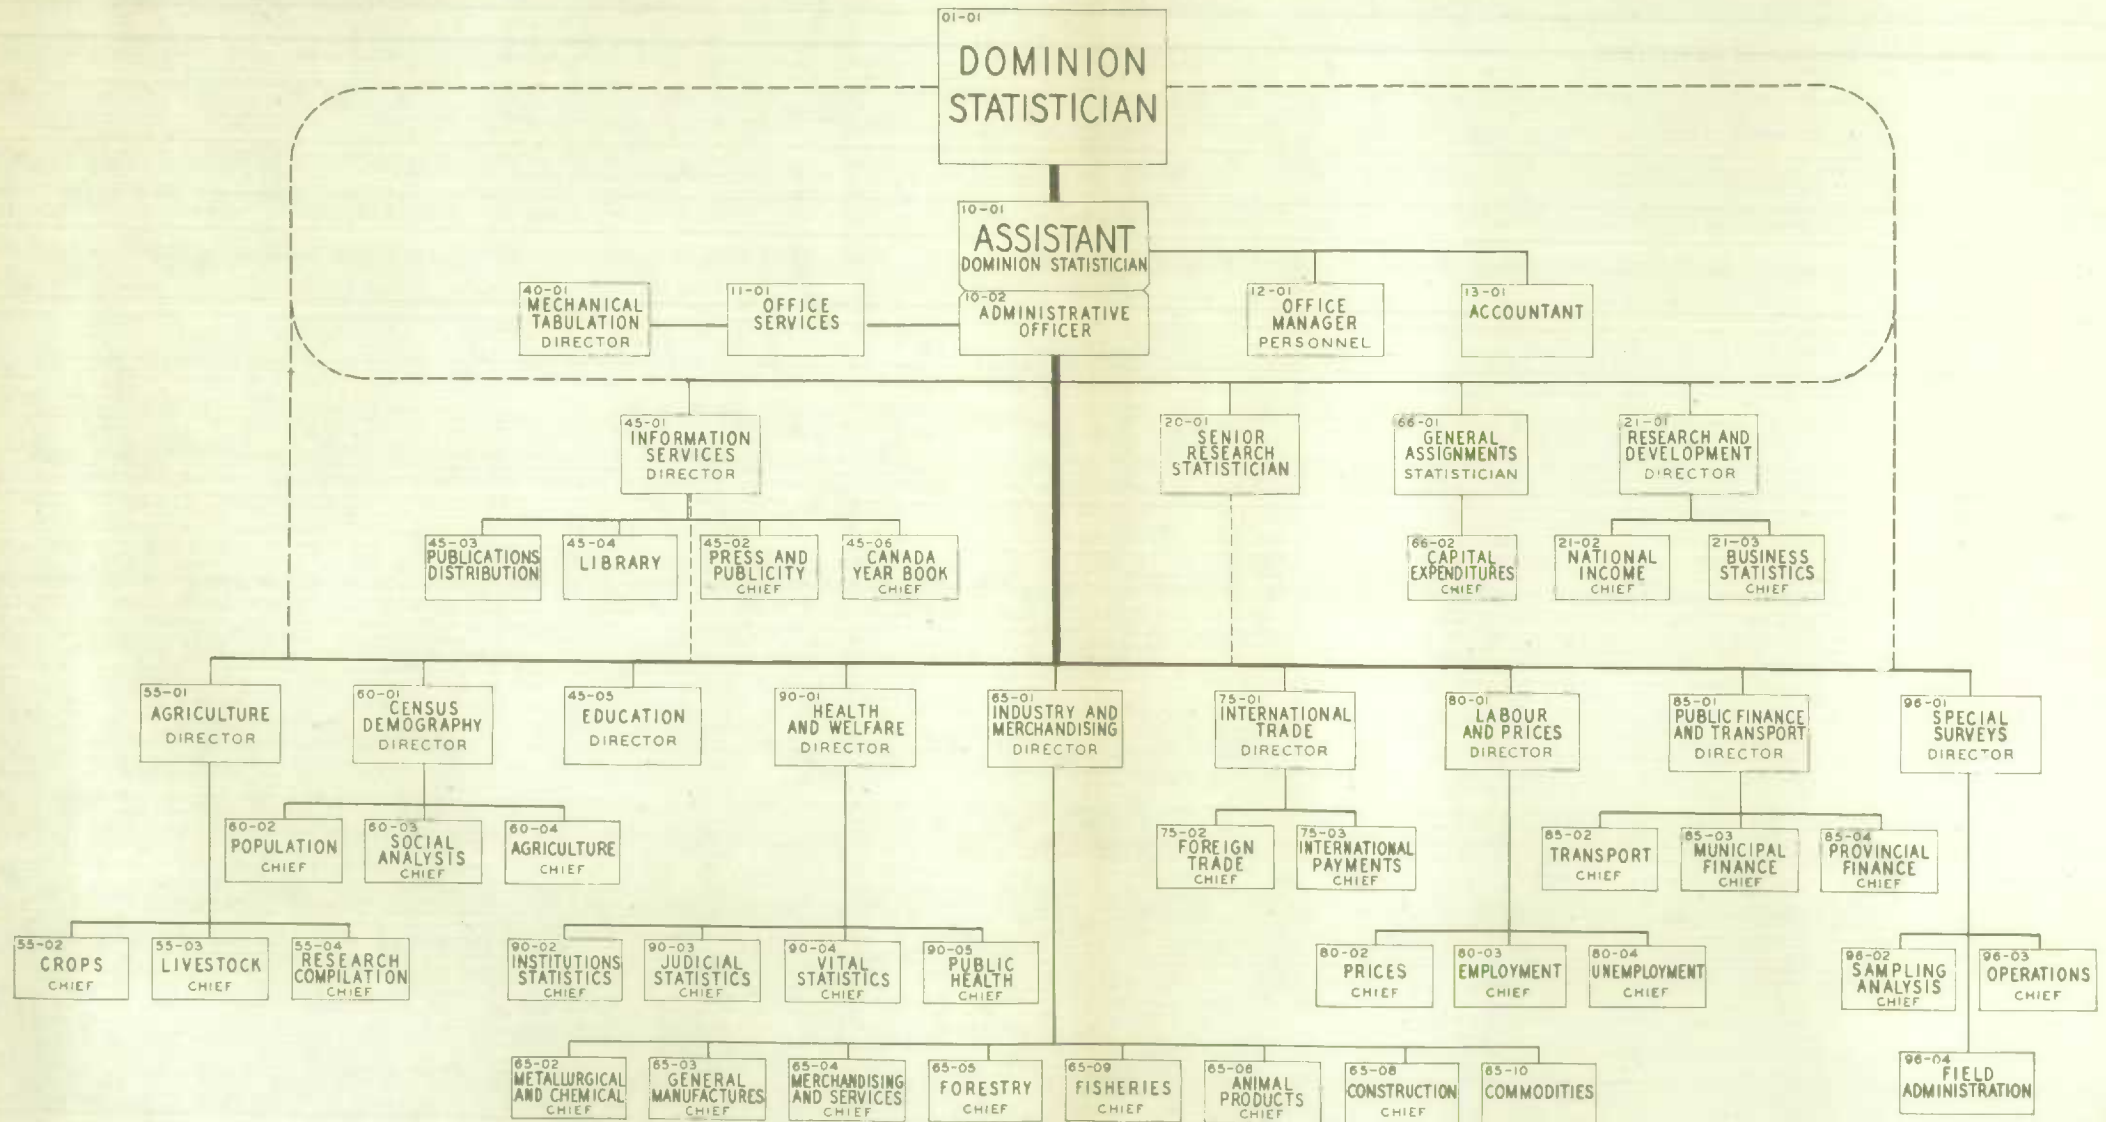 01-01
DOMINION
STATISTICIAN
10-01
ASSISTANT
DOMINION STATISTICIAN
10-02
ADMINISTRATIVE
OFFICER
40-01
MECHANICAL
TABULATION
DIRECTOR
11-01
OFFICE
SERVICES
12-01
OFFICE
MANAGER
PERSONNEL
13-01
ACCOUNTANT
45-01
INFORMATION
SERVICES
DIRECTOR
20-01
SENIOR
RESEARCH
STATISTICIAN
66-01
GENERAL
ASSIGNMENTS
STATISTICIAN
21-01
RESEARCH AND
DEVELOPMENT
DIRECTOR
45-03
PUBLICATIONS
DISTRIBUTION
45-04
LIBRARY
45-02
PRESS AND
PUBLICITY
CHIEF
45-06
CANADA
YEAR BOOK
CHIEF
66-02
CAPITAL
EXPENDITURES
CHIEF
21-02
NATIONAL
INCOME
CHIEF
21-03
BUSINESS
STATISTICS
CHIEF
55-01
AGRICULTURE
DIRECTOR
60-01
CENSUS
DEMOGRAPHY
DIRECTOR
45-05
EDUCATION
DIRECTOR
90-01
HEALTH
AND WELFARE
DIRECTOR
65-01
INDUSTRY AND
MERCHANDISING
DIRECTOR
75-01
INTERNATIONAL
TRADE
DIRECTOR
80-01
LABOUR
AND PRICES
DIRECTOR
85-01
PUBLIC FINANCE
AND TRANSPORT
DIRECTOR
96-01
SPECIAL
SURVEYS
DIRECTOR
60-02
POPULATION
CHIEF
60-03
SOCIAL
ANALYSIS
CHIEF
60-04
AGRICULTURE
CHIEF
75-02
FOREIGN
TRADE
CHIEF
75-03
INTERNATIONAL
PAYMENTS
CHIEF
85-02
TRANSPORT
CHIEF
85-03
MUNICIPAL
FINANCE
CHIEF
85-04
PROVINCIAL
FINANCE
CHIEF
55-02
CROPS
CHIEF
55-03
LIVESTOCK
CHIEF
55-04
RESEARCH
COMPILATION
CHIEF
90-02
INSTITUTIONS
STATISTICS
CHIEF
90-03
JUDICIAL
STATISTICS
CHIEF
90-04
VITAL
STATISTICS
CHIEF
90-05
PUBLIC
HEALTH
CHIEF
80-02
PRICES
CHIEF
80-03
EMPLOYMENT
CHIEF
80-04
UNEMPLOYMENT
CHIEF
96-02
SAMPLING
ANALYSIS
CHIEF
96-03
OPERATIONS
CHIEF
65-02
METALLURGICAL
AND CHEMICAL
CHIEF
65-03
GENERAL
MANUFACTURES
CHIEF
65-04
MERCHANDISING
AND SERVICES
CHIEF
65-05
FORESTRY
CHIEF
65-09
FISHERIES
CHIEF
ANIMAL
PRODUCTS
CHIEF
CONSTRUCTION
CHIEF
65-10
COMMODITIES
96-04
FIELD
ADMINISTRATION